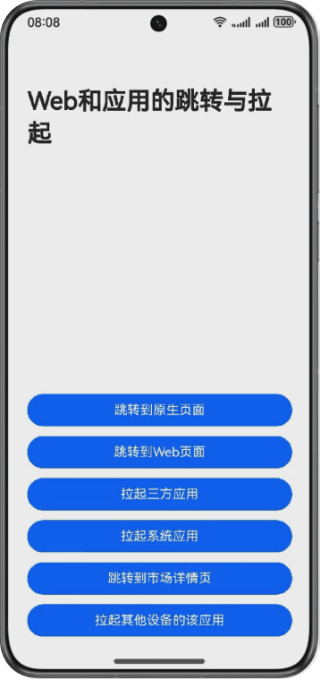 08:08
100
Web和应用的跳转与拉
起
跳转到原生页面
跳转到Web页面
拉起三方应用
拉起系统应用
跳转到市场详情页
拉起其他设备的该应用